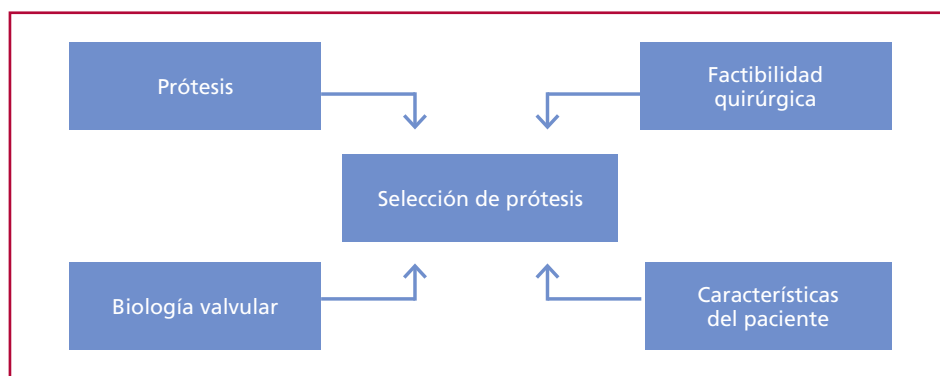 Prótesis
Factibilidad
quirúrgica
Selección de prótesis
Biología valvular
Características
del paciente